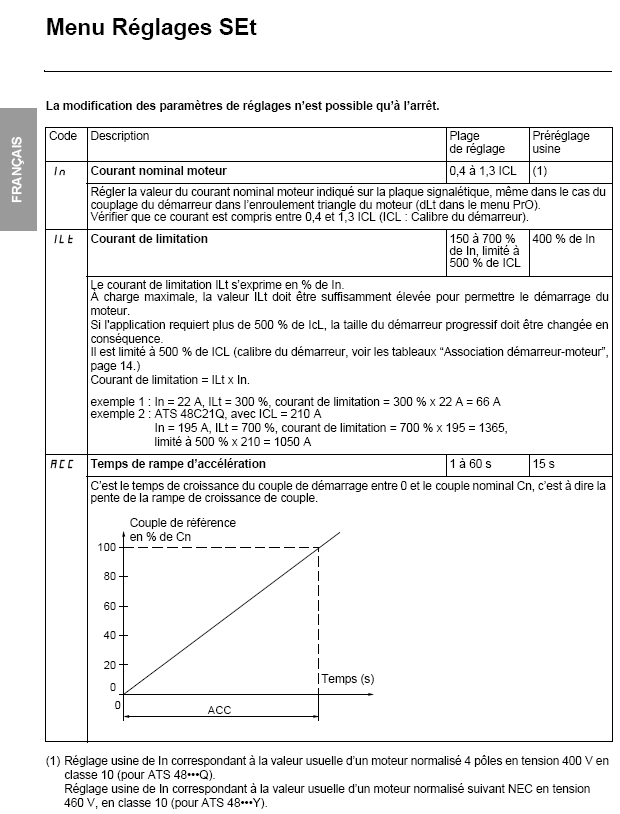 Menu Réglages SEt
FRANÇAIS
La modification des paramètres de réglages n’est possible qu’à l’arrêt.
Code Description Plage de réglage Préréglage usine
In Courant nominal moteur 0,4 à 1,3 ICL (1)
Régler la valeur du courant nominal moteur indiqué sur la plaque signalétique, même dans le cas du
couplage du démarreur dans l’enroulement triangle du moteur (dLt dans le menu PrO).
Vérifier que ce courant est compris entre 0,4 et 1,3 ICL (ICL : Calibre du démarreur).
ILt Courant de limitation 150 à 700 % de In, limité à 500 % de ICL 400 % de In
Le courant de limitation ILt s’exprime en % de In.
À charge maximale, la valeur ILt doit être suffisamment élevée pour permettre le démarrage du
moteur.
Si l'application requiert plus de 500 % de IcL, la taille du démarreur progressif doit être changée en
conséquence.
Il est limité à 500 % de ICL (calibre du démarreur, voir les tableaux “Association démarreur-moteur”,
page 14.)
Courant de limitation = ILt x In.
exemple 1 : In = 22 A, ILt = 300 %, courant de limitation = 300 % x 22 A = 66 A
exemple 2 : ATS 48C21Q, avec ICL = 210 A
In = 195 A, ILt = 700 %, courant de limitation = 700 % x 195 = 1365,
limité à 500 % x 210 = 1050 A
ACC Temps de rampe d’accélération 1 à 60 s 15 s
C’est le temps de croissance du couple de démarrage entre 0 et le couple nominal Cn, c’est à dire la
pente de la rampe de croissance de couple.
Couple de référence
en % de Cn
100
80
60
40
20
0
0
Temps (s)
ACC
(1) Réglage usine de In correspondant à la valeur usuelle d’un moteur normalisé 4 pôles en tension 400 V en
classe 10 (pour ATS 48•••Q).
Réglage usine de In correspondant à la valeur usuelle d’un moteur normalisé suivant NEC en tension
460 V, en classe 10 (pour ATS 48•••Y).